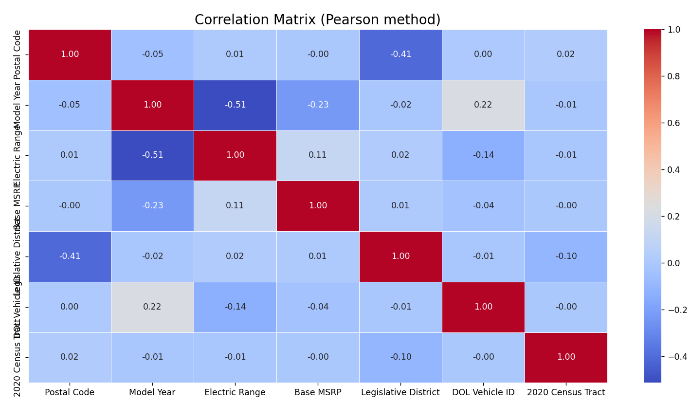 Correlation Matrix (Pearson method)
Postal Code 1.00 -0.05 0.01 -0.00 -0.41 0.00 0.02
Model Year -0.05 1.00 -0.51 -0.23 -0.02 0.22 -0.01
Electric Range 0.01 -0.51 1.00 0.11 0.02 -0.14 -0.01
Base MSRP -0.00 -0.23 0.11 1.00 0.01 -0.04 -0.00
Legislative District -0.41 -0.02 0.02 0.01 1.00 -0.01 -0.10
DOL Vehicle ID 0.00 0.22 -0.14 -0.04 -0.01 1.00 -0.00
2020 Census Tract 0.02 -0.01 -0.01 -0.00 -0.10 -0.00 1.00
Postal Code Model Year Electric Range Base MSRP Legislative District DOL Vehicle ID 2020 Census Tract
1.0
0.8
0.6
0.4
0.2
0.0
−0.2
−0.4